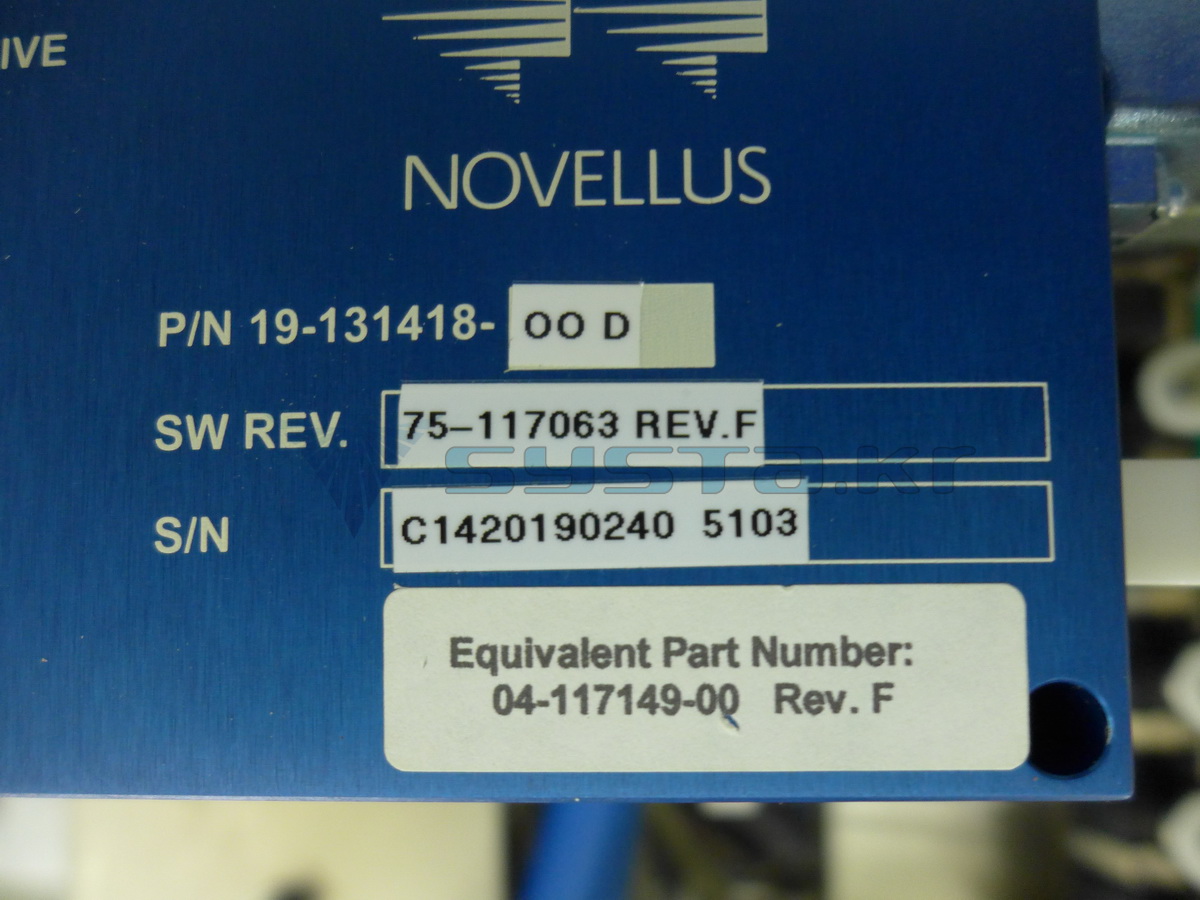 IVE
NOVELLUS
P/N 19-131418- OO D
SW REV. 75-117063 REV.F
systa.kr
S/N C1420190240 5103
Equivalent Part Number:
04-117149-00 Rev. F